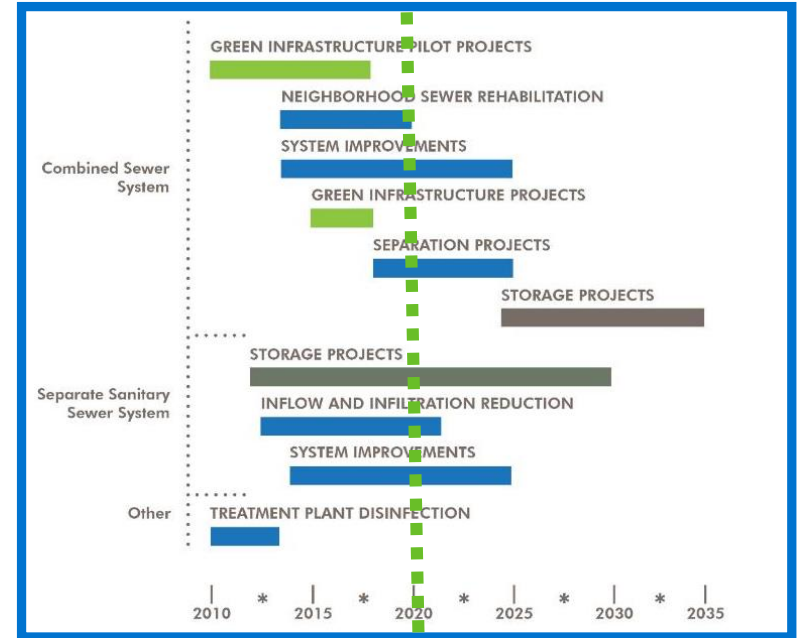 GREEN INFRASTRUCTURE PILOT PROJECTS
NEIGHBORHOOD SEWER REHABILITATION
SYSTEM IMPROVEMENTS
Combined Sewer
System
GREEN INFRASTRUCTURE PROJECTS
SEPARATION PROJECTS
STORAGE PROJECTS
STORAGE PROJECTS
Separate Sanitary
Sewer System
INFLOW AND INFILTRATION REDUCTION
SYSTEM IMPROVEMENTS
Other
TREATMENT PLANT DISINFECTION
2010 * 2015 * 2020 * 2025 * 2030 * 2035